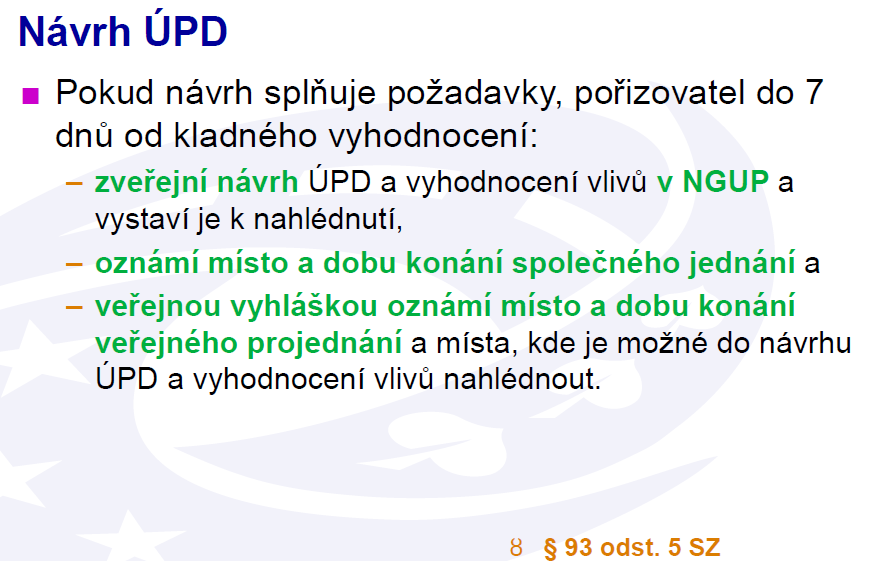 Návrh ÚPD
Pokud návrh splňuje požadavky, pořizovatel do 7
dnů od kladného vyhodnocení:
– zveřejní návrh ÚPD a vyhodnocení vlivů v NGUP a
vystaví je k nahlédnutí,
– oznámí místo a dobu konání společného jednání a
– veřejnou vyhláškou oznámí místo a dobu konání
veřejného projednání a místa, kde je možné do návrhu
ÚPD a vyhodnocení vlivů nahlédnout.
8 § 93 odst. 5 SZ